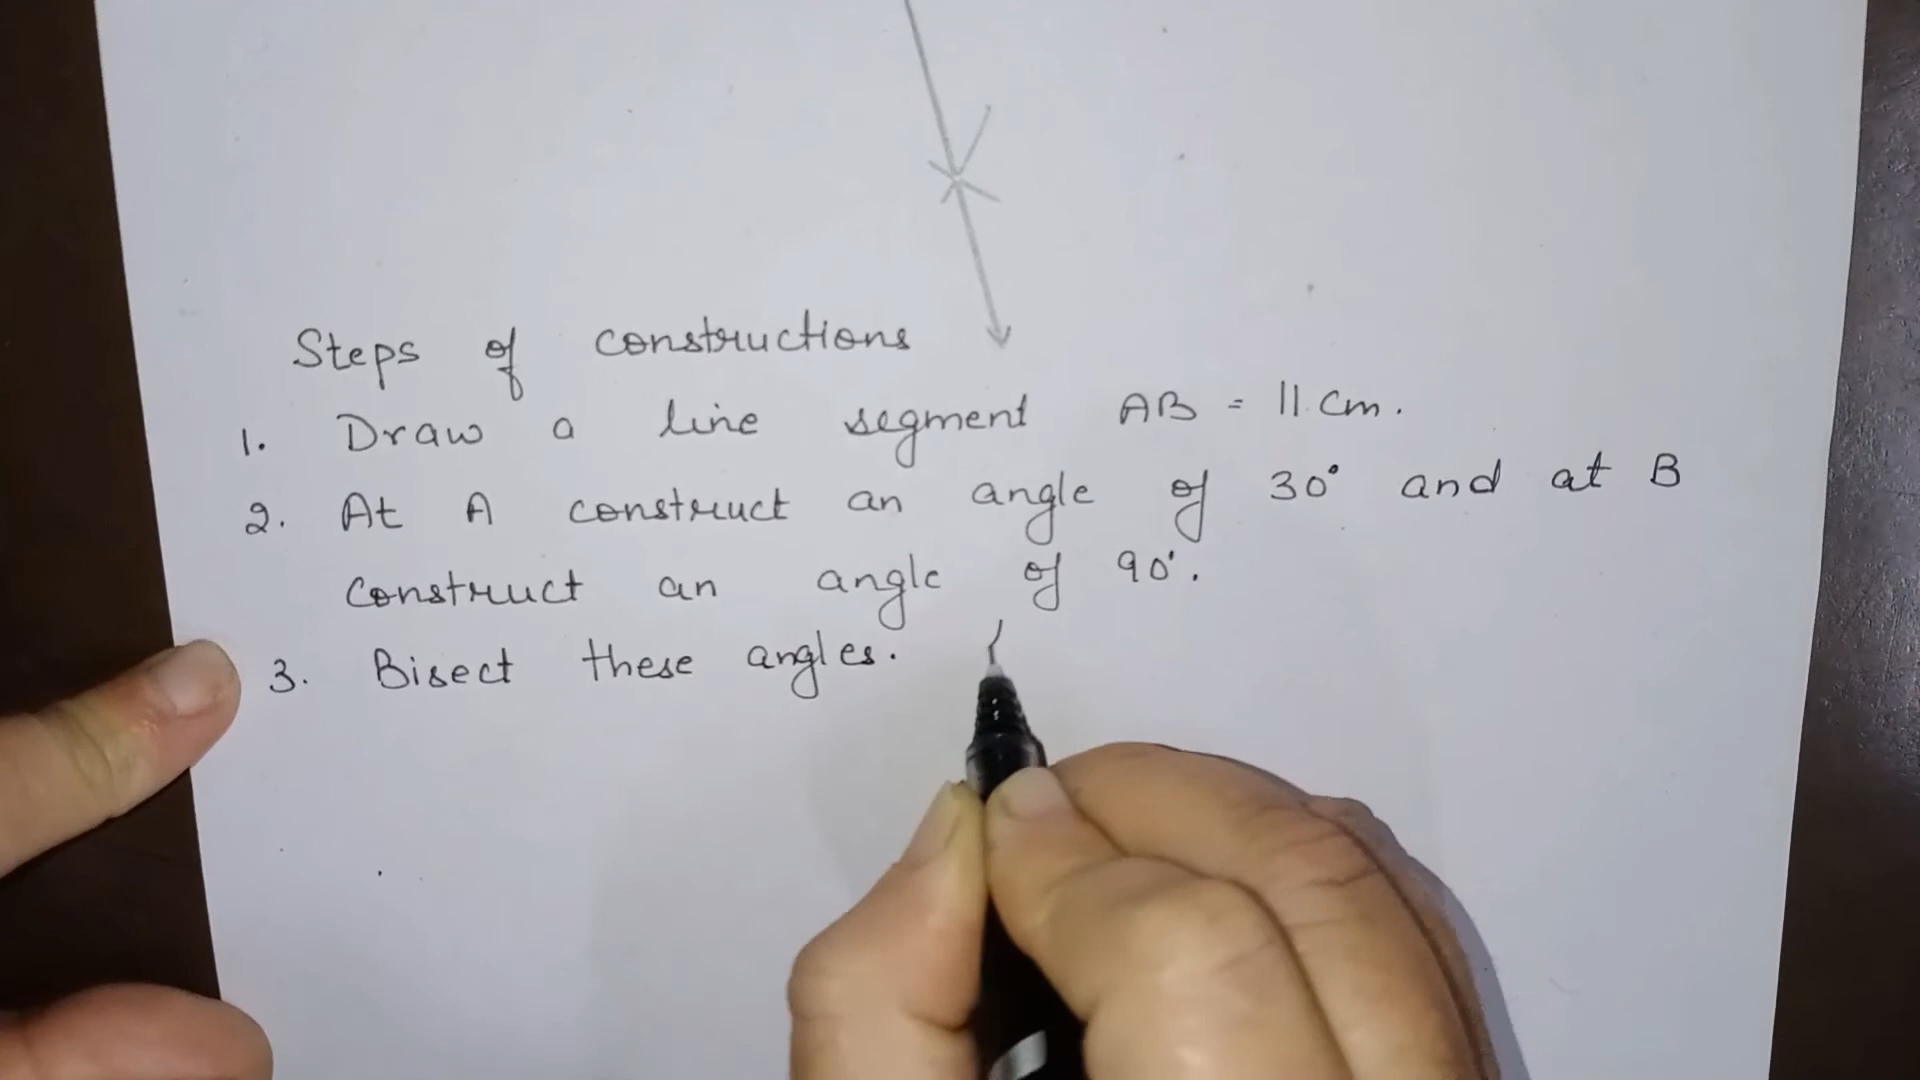 Steps of constructions
1. Draw a line segment AB = 11 cm.
2. At A construct an angle of 30° and at B
construct an angle of 90°.
3. Bisect these angles.